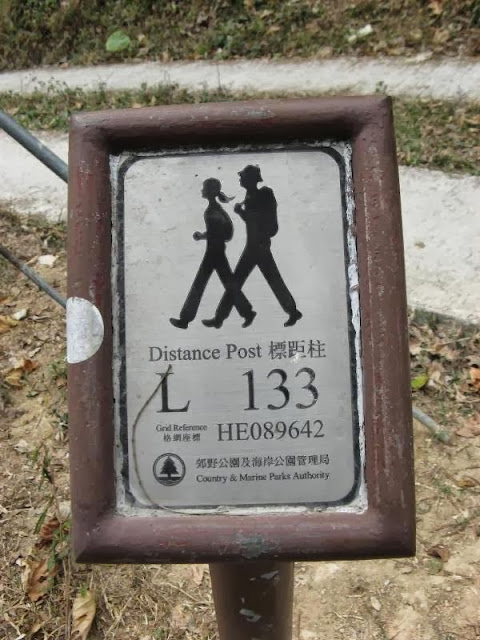 Distance Post 標距柱
L 133
Grid Reference
格網座標
HE089642
郊野公園及海岸公園管理局
Country & Marine Parks Authority